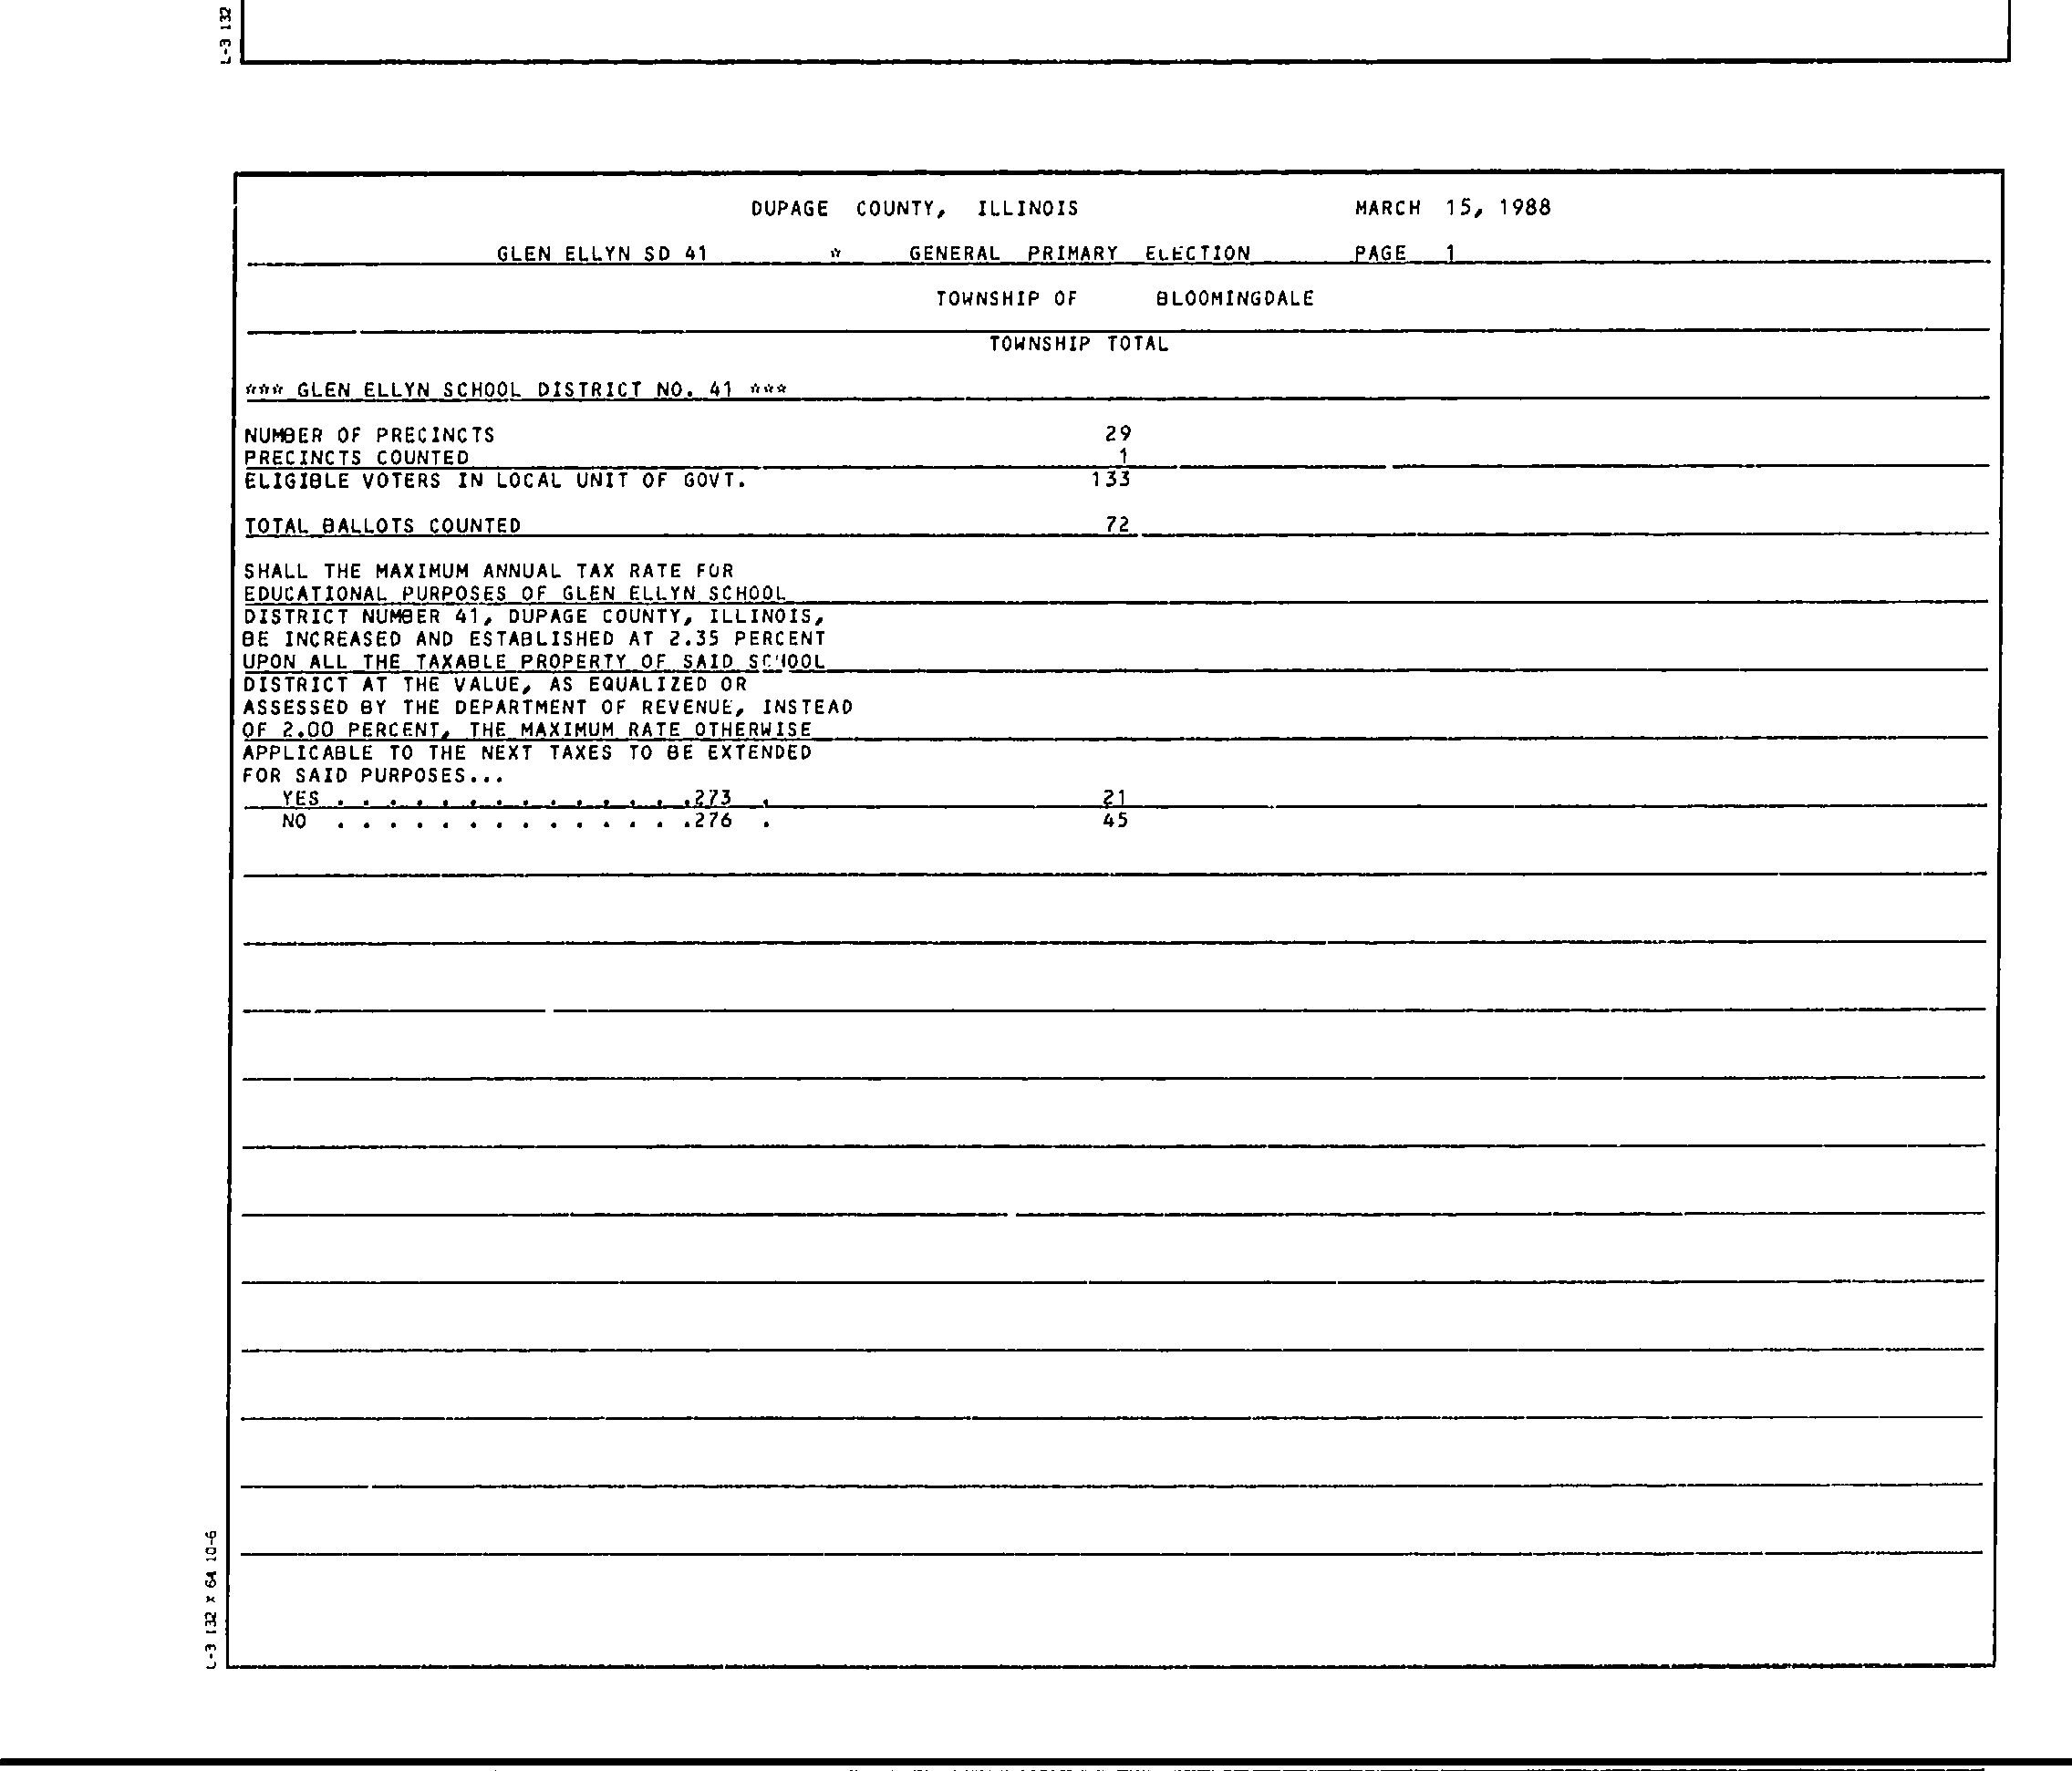 L-3 132
DUPAGE COUNTY, ILLINOIS MARCH 15, 1988
GLEN ELLYN SD 41 * GENERAL PRIMARY ELECTION PAGE 1
TOWNSHIP OF BLOOMINGDALE
TOWNSHIP TOTAL
*** GLEN ELLYN SCHOOL DISTRICT NO. 41 ***
NUMBER OF PRECINCTS 29
PRECINCTS COUNTED 1
ELIGIBLE VOTERS IN LOCAL UNIT OF GOVT. 133
TOTAL BALLOTS COUNTED 72
SHALL THE MAXIMUM ANNUAL TAX RATE FOR
EDUCATIONAL PURPOSES OF GLEN ELLYN SCHOOL
DISTRICT NUMBER 41, DUPAGE COUNTY, ILLINOIS,
BE INCREASED AND ESTABLISHED AT 2.35 PERCENT
UPON ALL THE TAXABLE PROPERTY OF SAID SCHOOL
DISTRICT AT THE VALUE, AS EQUALIZED OR
ASSESSED BY THE DEPARTMENT OF REVENUE, INSTEAD
OF 2.00 PERCENT, THE MAXIMUM RATE OTHERWISE
APPLICABLE TO THE NEXT TAXES TO BE EXTENDED
FOR SAID PURPOSES...
YES . . . . . . . . . . . . . .273 . 21
NO . . . . . . . . . . . . . .276 . 45
L-3 132 x 64 10-6